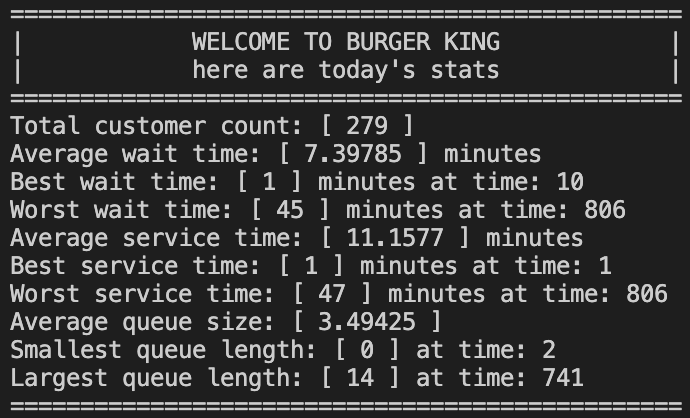 ================================================
| WELCOME TO BURGER KING |
| here are today's stats |
================================================
Total customer count: [ 279 ]
Average wait time: [ 7.39785 ] minutes
Best wait time: [ 1 ] minutes at time: 10
Worst wait time: [ 45 ] minutes at time: 806
Average service time: [ 11.1577 ] minutes
Best service time: [ 1 ] minutes at time: 1
Worst service time: [ 47 ] minutes at time: 806
Average queue size: [ 3.49425 ]
Smallest queue length: [ 0 ] at time: 2
Largest queue length: [ 14 ] at time: 741
================================================